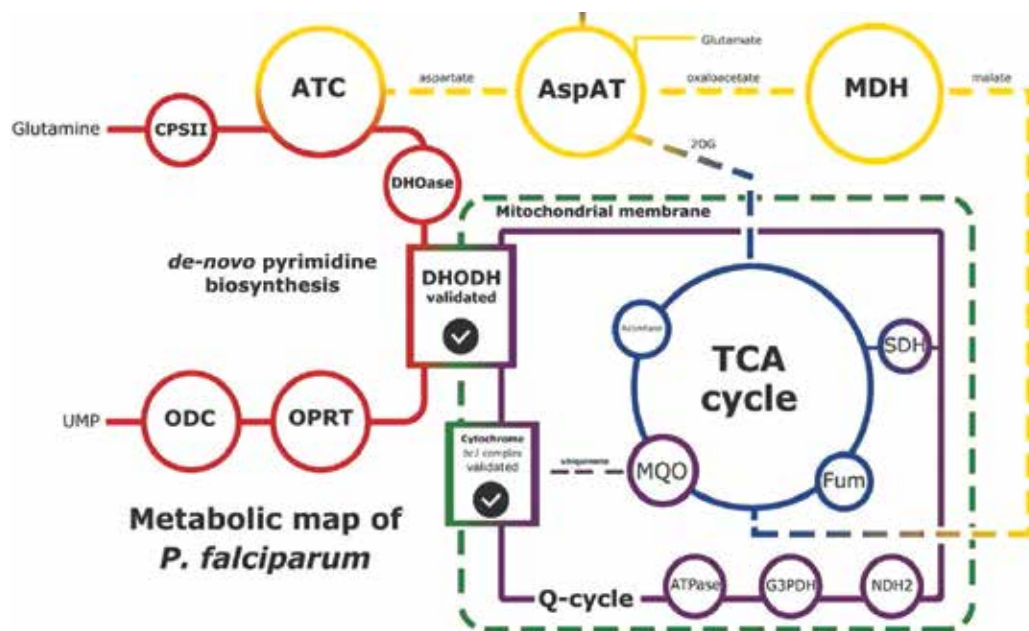 Glutamate
ATC
aspartate
AspAT
oxaloacetate
MDH
malate
Glutamine
CPSII
2OG
DHOase
Mitochondrial membrane
de-novo pyrimidine
biosynthesis
DHODH
validated
TCA
cycle
SDH
UMP
ODC
OPRT
Cytochrome
bc1 complex
validated
MQO
Fum
Metabolic map of
P. falciparum
Q-cycle
ATPase
G3PDH
NDH2